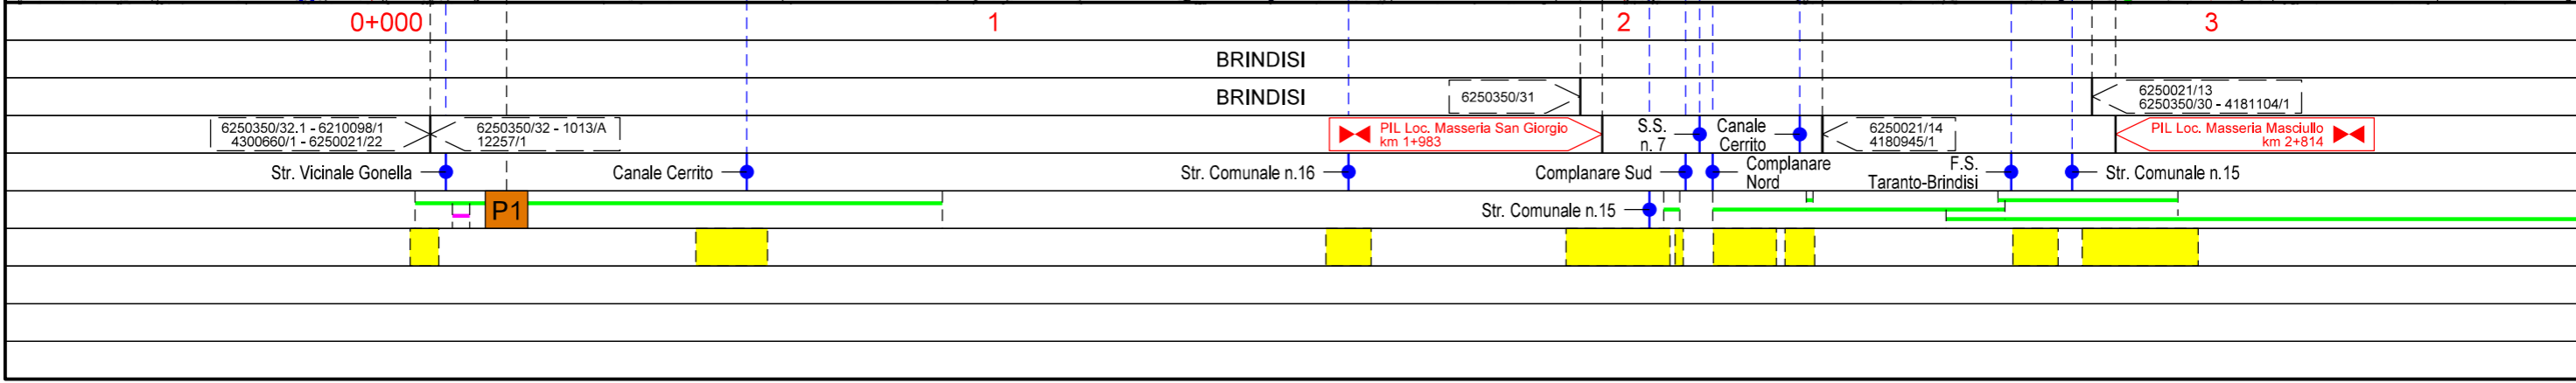 0+000 1 2 3
BRINDISI
BRINDISI
6250350/31
6250021/13
6250350/30 - 4181104/1
6250350/32.1 - 6210098/1
4300660/1 - 6250021/22
6250350/32 - 1013/A
12257/1
PIL Loc. Masseria San Giorgio
km 1+983
S.S.
n. 7
Canale
Cerrito
6250021/14
4180945/1
PIL Loc. Masseria Masciullo
km 2+814
Str. Vicinale Gonella
Canale Cerrito
Str. Comunale n.16
Complanare Sud
Complanare
Nord
F.S.
Taranto-Brindisi
Str. Comunale n.15
P1
Str. Comunale n.15